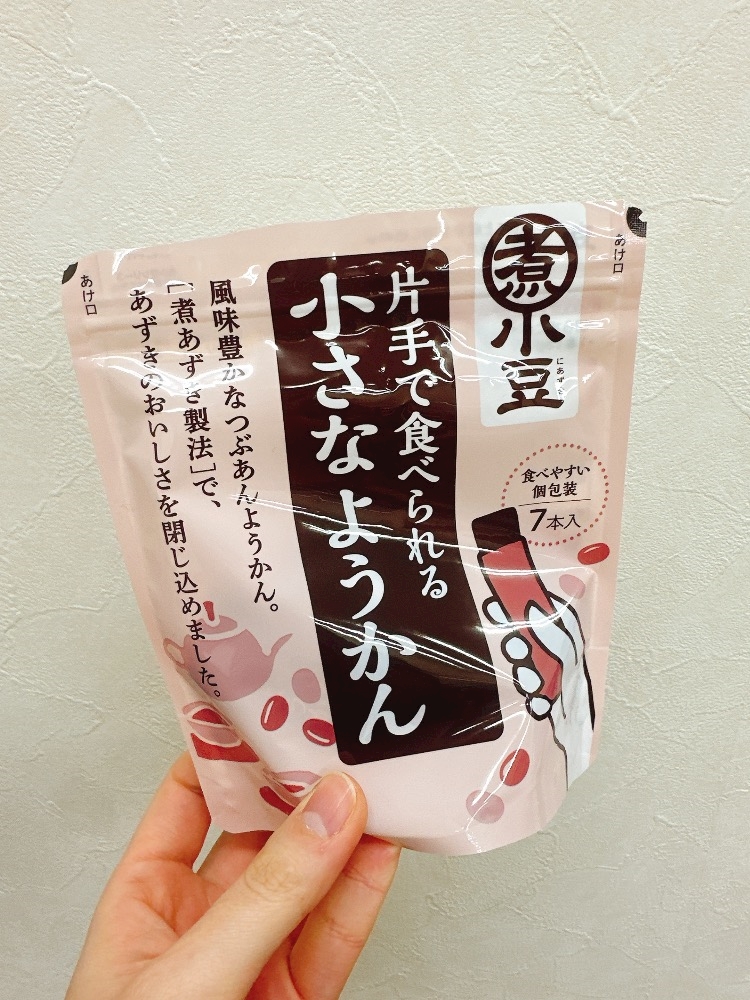 あけ口
煮小豆
にあずき
片手で食べられる
小さなようかん
風味豊かなつぶあんようかん。
［煮あずき製法］で、
あずきのおいしさを閉じ込めました。
食べやすい
個包装
7本入
あけ口